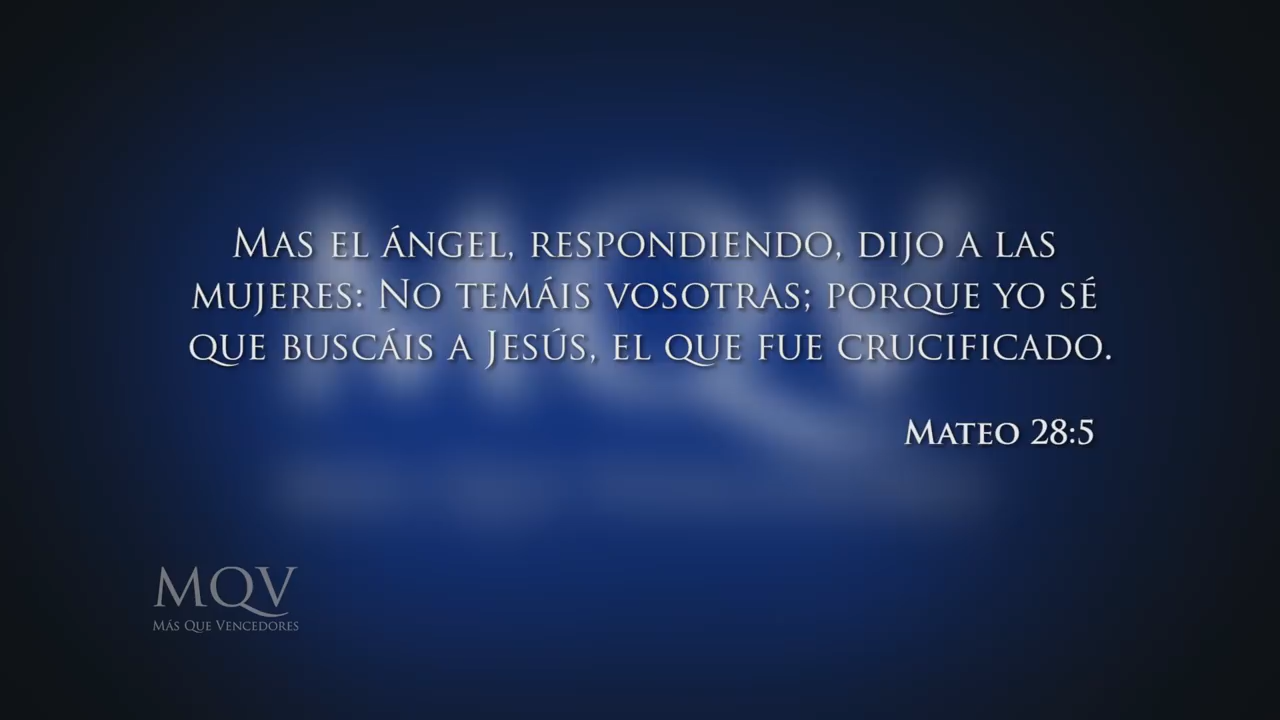 Mas el ángel, respondiendo, dijo a las
mujeres: No temáis vosotras; porque yo sé
que buscáis a Jesús, el que fue crucificado.
Mateo 28:5
MQV
Más Que Vencedores